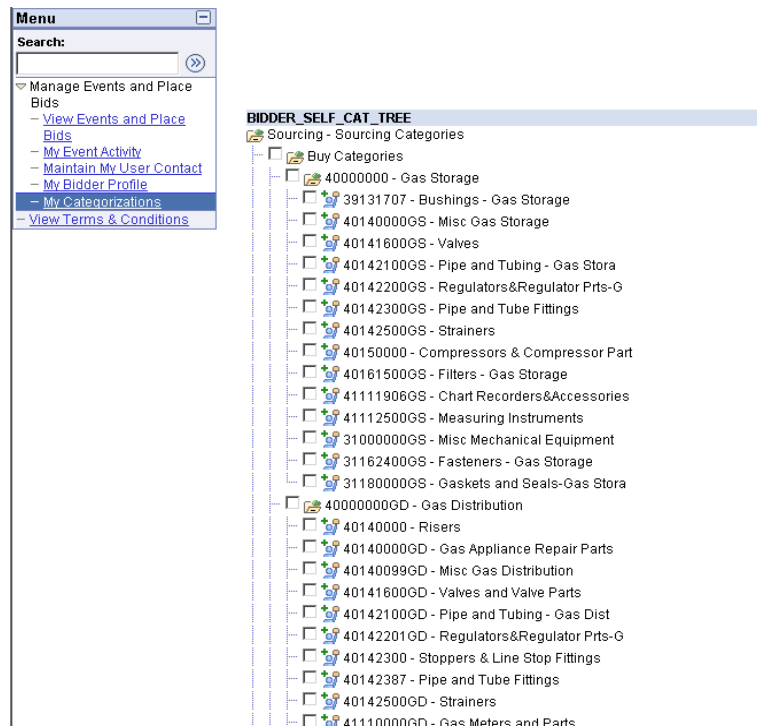 Menu
Search:
Manage Events and Place
Bids
– View Events and Place
Bids
– My Event Activity
– Maintain My User Contact
– My Bidder Profile
– My Categorizations
– View Terms & Conditions
BIDDER_SELF_CAT_TREE
Sourcing - Sourcing Categories
Buy Categories
40000000 - Gas Storage
39131707 - Bushings - Gas Storage
40140000GS - Misc Gas Storage
40141600GS - Valves
40142100GS - Pipe and Tubing - Gas Stora
40142200GS - Regulators&Regulator Prts-G
40142300GS - Pipe and Tube Fittings
40142500GS - Strainers
40150000 - Compressors & Compressor Part
40161500GS - Filters - Gas Storage
41111906GS - Chart Recorders&Accessories
41112500GS - Measuring Instruments
31000000GS - Misc Mechanical Equipment
31162400GS - Fasteners - Gas Storage
31180000GS - Gaskets and Seals-Gas Stora
40000000GD - Gas Distribution
40140000 - Risers
40140000GD - Gas Appliance Repair Parts
40140099GD - Misc Gas Distribution
40141600GD - Valves and Valve Parts
40142100GD - Pipe and Tubing - Gas Dist
40142201GD - Regulators&Regulator Prts-G
40142300 - Stoppers & Line Stop Fittings
40142387 - Pipe and Tube Fittings
40142500GD - Strainers
41110000GD - Gas Meters and Parts